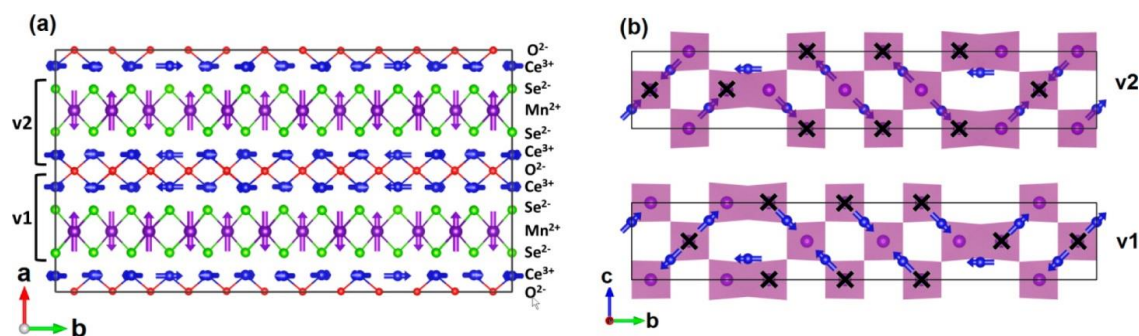 (a)
O2-
Ce3+
Se2-
v2
Mn2+
Se2-
Ce3+
O2-
Ce3+
Se2-
v1
Mn2+
Se2-
Ce3+
O2-
a
b
(b)
v2
v1
c
b